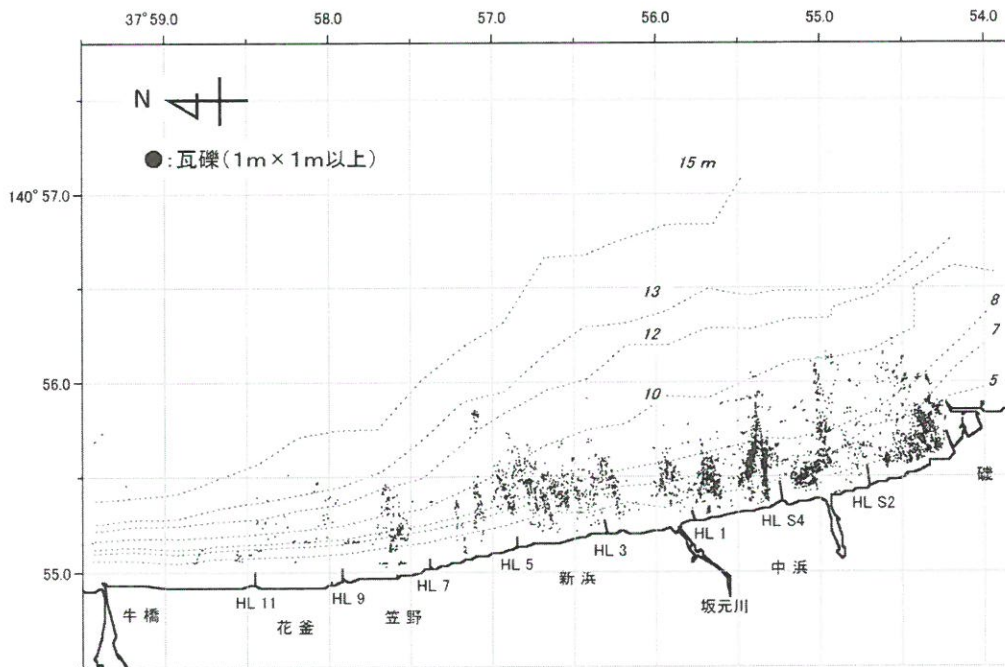 37°59.0
58.0
57.0
56.0
55.0
54.0
N
●:瓦礫(1m×1m以上)
15 m
140° 57.0
13
8
12
7
56.0
10
5
礒
HL S2
HL S4
HL 1
中 浜
HL 3
坂元川
HL 5
新 浜
HL 7
55.0
HL 9
笠 野
HL 11
花 釜
牛 橋